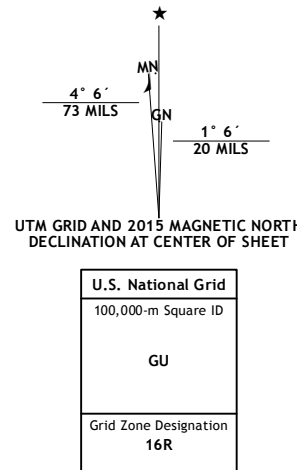 MN
4° 6´
73 MILS
GN
1° 6´
20 MILS
UTM GRID AND 2015 MAGNETIC NORTH
DECLINATION AT CENTER OF SHEET
U.S. National Grid
100,000-m Square ID
GU
Grid Zone Designation
16R